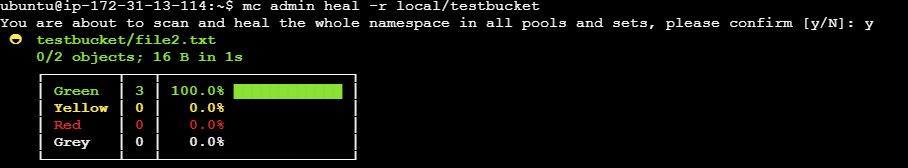 ubuntu@ip-172-31-13-114:~$ mc admin heal -r local/testbucket
You are about to scan and heal the whole namespace in all pools and sets, please confirm [y/N]: y
testbucket/file2.txt
0/2 objects; 16 B in 1s
Green 3 100.0%
Yellow 0 0.0%
Red 0 0.0%
Grey 0 0.0%